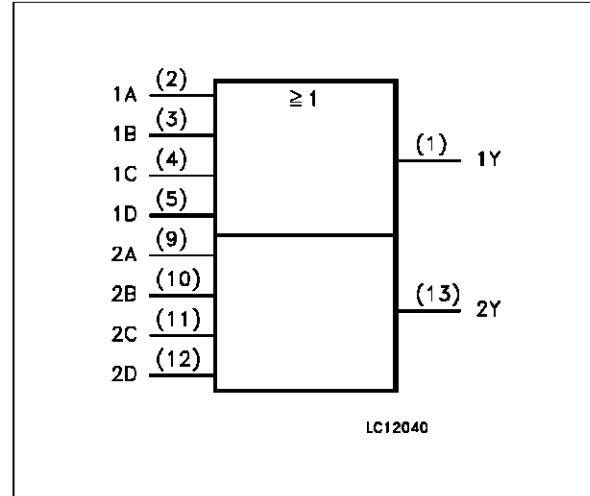 ≧1
1A (2)
1B (3)
1C (4)
1D (5)
2A (9)
2B (10)
2C (11)
2D (12)
(1) 1Y
(13) 2Y
LC12040